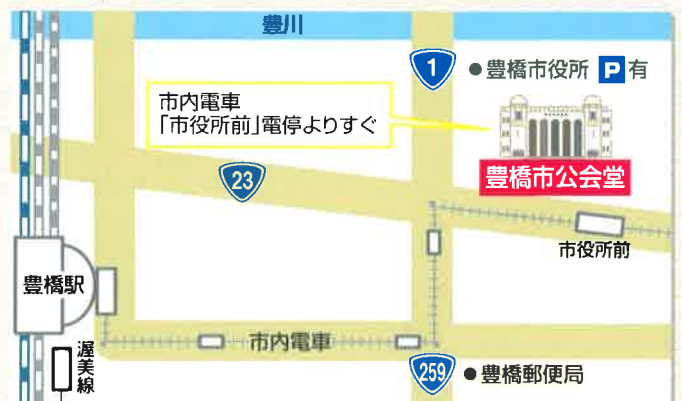 豊川
1
●豊橋市役所 P有
市内電車
「市役所前」電停よりすぐ
豊橋市公会堂
23
市役所前
豊橋駅
市内電車
渥美線
259
●豊橋郵便局